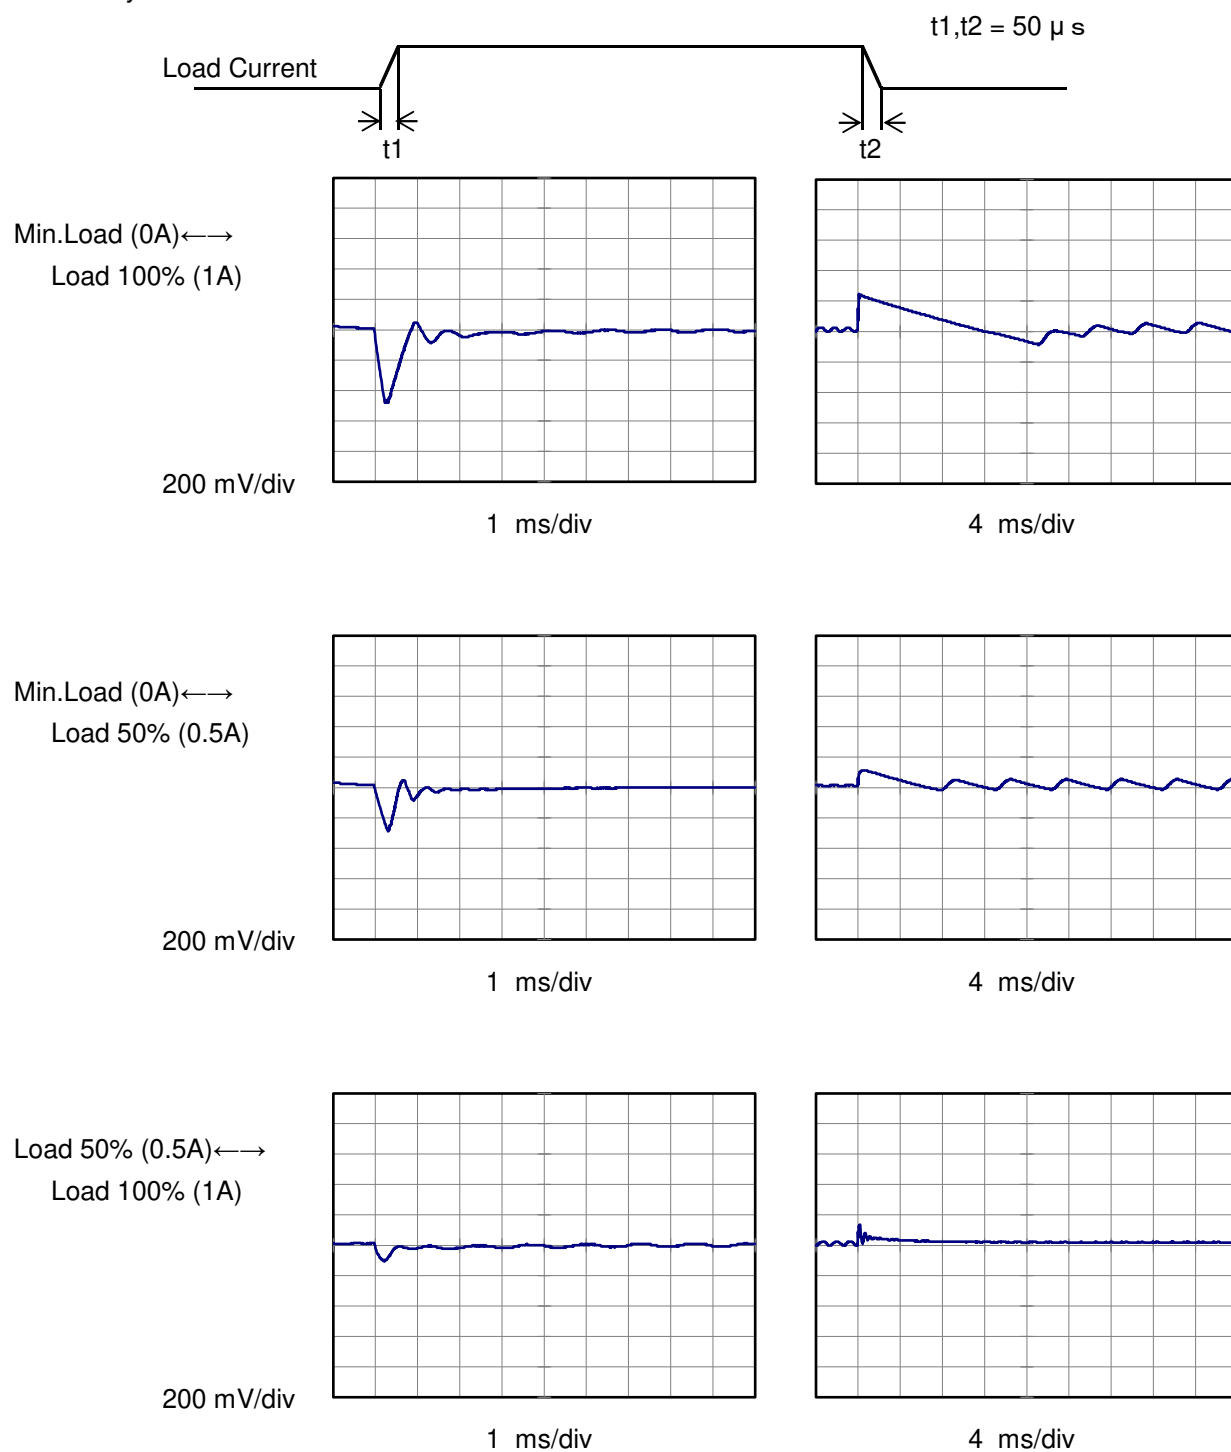 t1,t2 = 50 μs
Load Current
t1
t2
Min.Load (0A)←→
Load 100% (1A)
200 mV/div
1 ms/div
4 ms/div
Min.Load (0A)←→
Load 50% (0.5A)
200 mV/div
1 ms/div
4 ms/div
Load 50% (0.5A)←→
Load 100% (1A)
200 mV/div
1 ms/div
4 ms/div